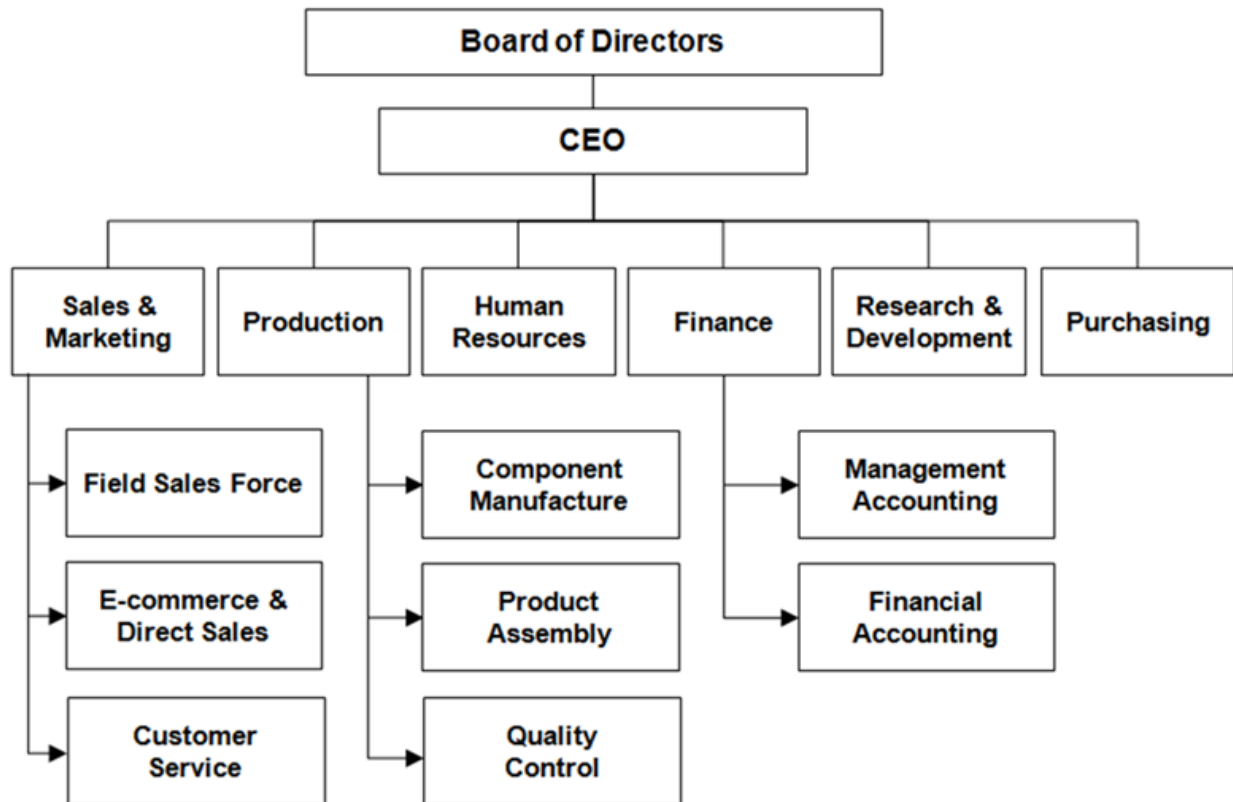 Board of Directors
CEO
Sales &
Marketing
Production
Human
Resources
Finance
Research &
Development
Purchasing
Field Sales Force
Component
Manufacture
Management
Accounting
E-commerce &
Direct Sales
Product
Assembly
Financial
Accounting
Customer
Service
Quality
Control